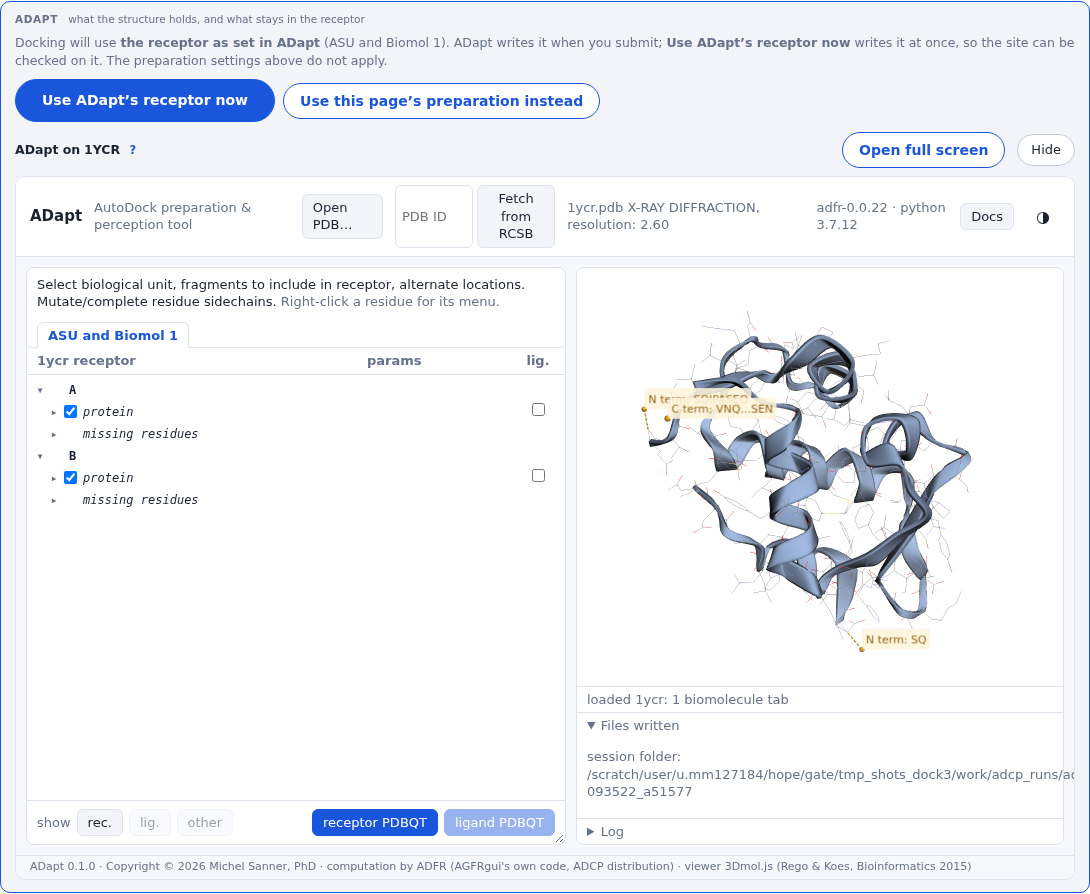 ADAPT what the structure holds, and what stays in the receptor
Docking will use the receptor as set in ADapt (ASU and Biomol 1). ADapt writes it when you submit; Use ADapt's receptor now writes it at once, so the site can be
checked on it. The preparation settings above do not apply.
Use ADapt's receptor now
Use this page's preparation instead
ADapt on 1YCR ?
Open full screen
Hide
ADapt
AutoDock preparation &
perception tool
Open
PDB...
PDB ID
Fetch
from
RCSB
1ycr.pdb X-RAY DIFFRACTION,
resolution: 2.60
adfr-0.0.22 · python
3.7.12
Docs
Select biological unit, fragments to include in receptor, alternate locations.
Mutate/complete residue sidechains. Right-click a residue for its menu.
ASU and Biomol 1
1ycr receptor params lig.
A
protein
missing residues
B
protein
missing residues
show rec. lig. other receptor PDBQT ligand PDBQT
C term: VNQ...SEN
N term: SQ
loaded 1ycr: 1 biomolecule tab
Files written
session folder:
/scratch/user/u.mm127184/hope/gate/tmp_shots_dock3/work/adcp_runs/
093522_a51577
Log
ADapt 0.1.0 · Copyright © 2026 Michel Sanner, PhD · computation by ADFR (AGFRgui's own code, ADCP distribution) · viewer 3Dmol.js (Rego & Koes, Bioinformatics 2015)